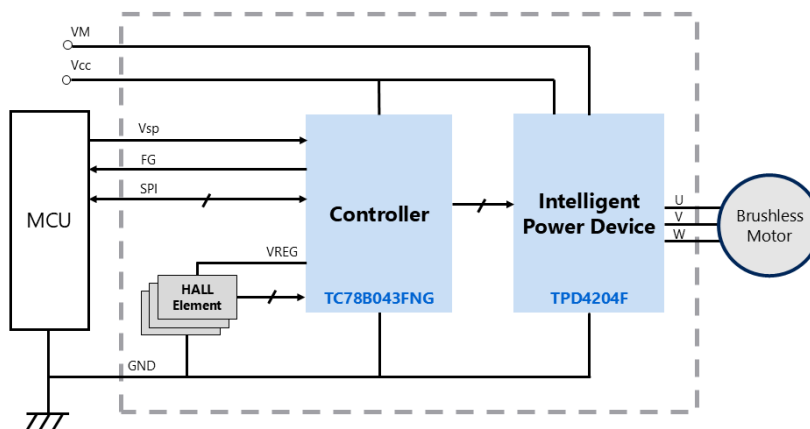 VM
Vcc
Vsp
FG
SPI
MCU
Controller
TC78B043FNG
VREG
HALL
Element
GND
Intelligent
Power Device
TPD4204F
U
V
W
Brushless
Motor